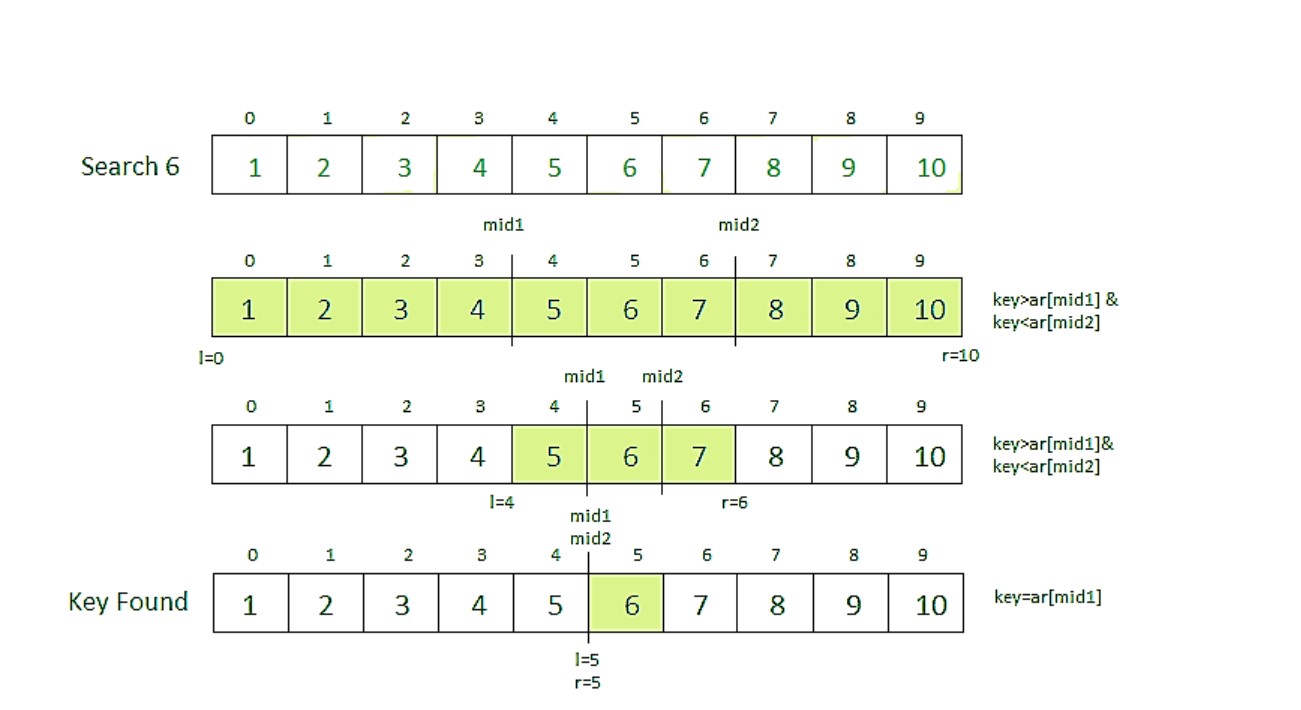 0 1 2 3 4 5 6 7 8 9
Search 6 1 2 3 4 5 6 7 8 9 10
mid1 mid2
0 1 2 3 4 5 6 7 8 9
1 2 3 4 5 6 7 8 9 10
key>ar[mid1] &
key<ar[mid2]
l=0 r=10
mid1 mid2
0 1 2 3 4 5 6 7 8 9
1 2 3 4 5 6 7 8 9 10
key>ar[mid1]&
key<ar[mid2]
l=4 r=6
mid1
mid2
0 1 2 3 4 5 6 7 8 9
Key Found 1 2 3 4 5 6 7 8 9 10
key=ar[mid1]
l=5
r=5